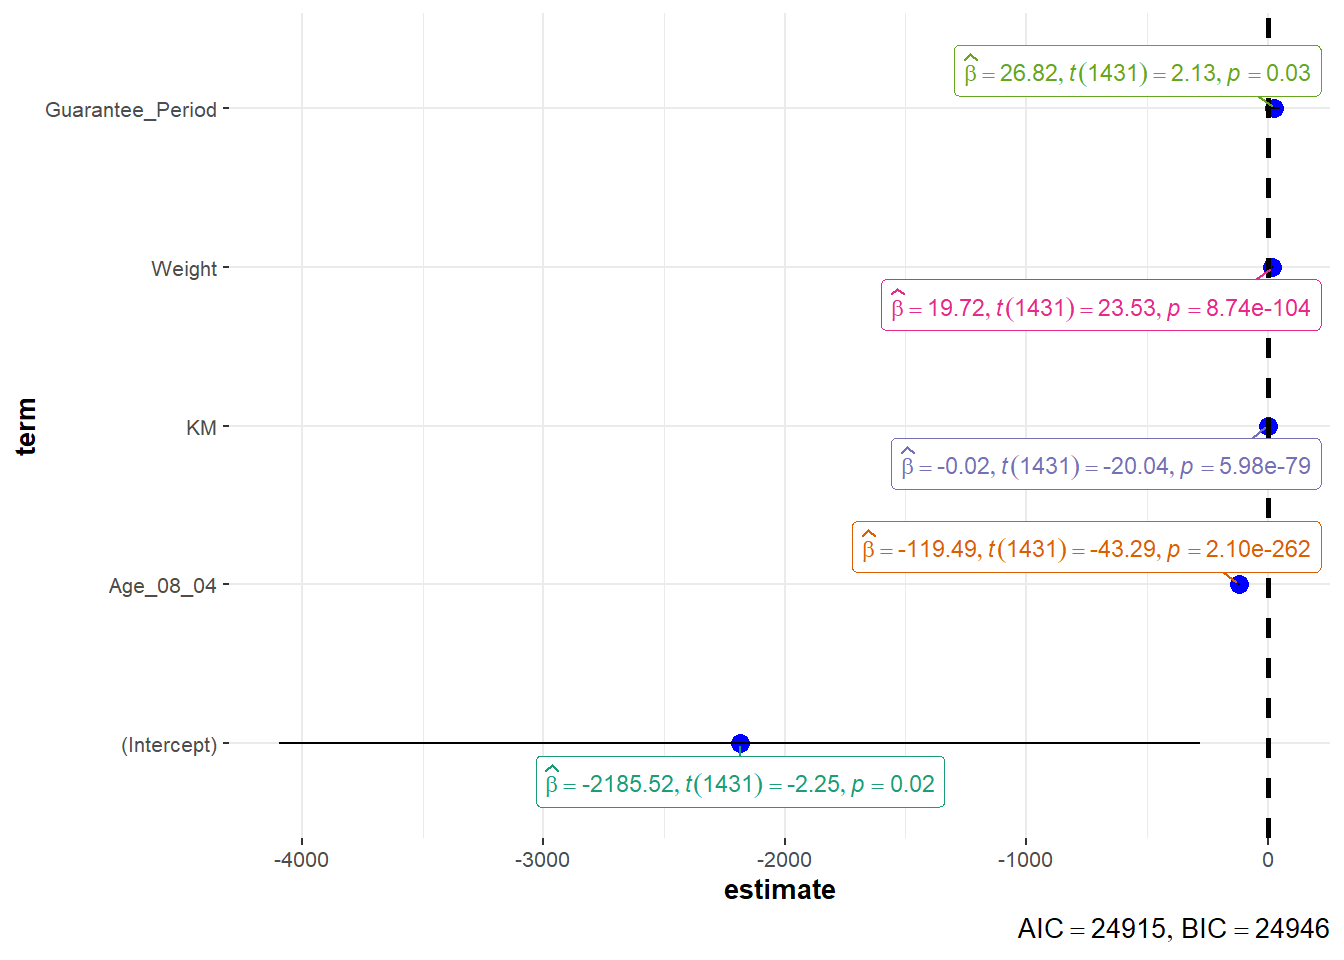 β̂ = 26.82, t(1431) = 2.13, p = 0.03
Guarantee_Period
Weight
β̂ = 19.72, t(1431) = 23.53, p = 8.74e-104
term
KM
β̂ = -0.02, t(1431) = -20.04, p = 5.98e-79
β̂ = -119.49, t(1431) = -43.29, p = 2.10e-262
Age_08_04
(Intercept)
β̂ = -2185.52, t(1431) = -2.25, p = 0.02
-4000 -3000 -2000 -1000 0
estimate
AIC = 24915, BIC = 24946